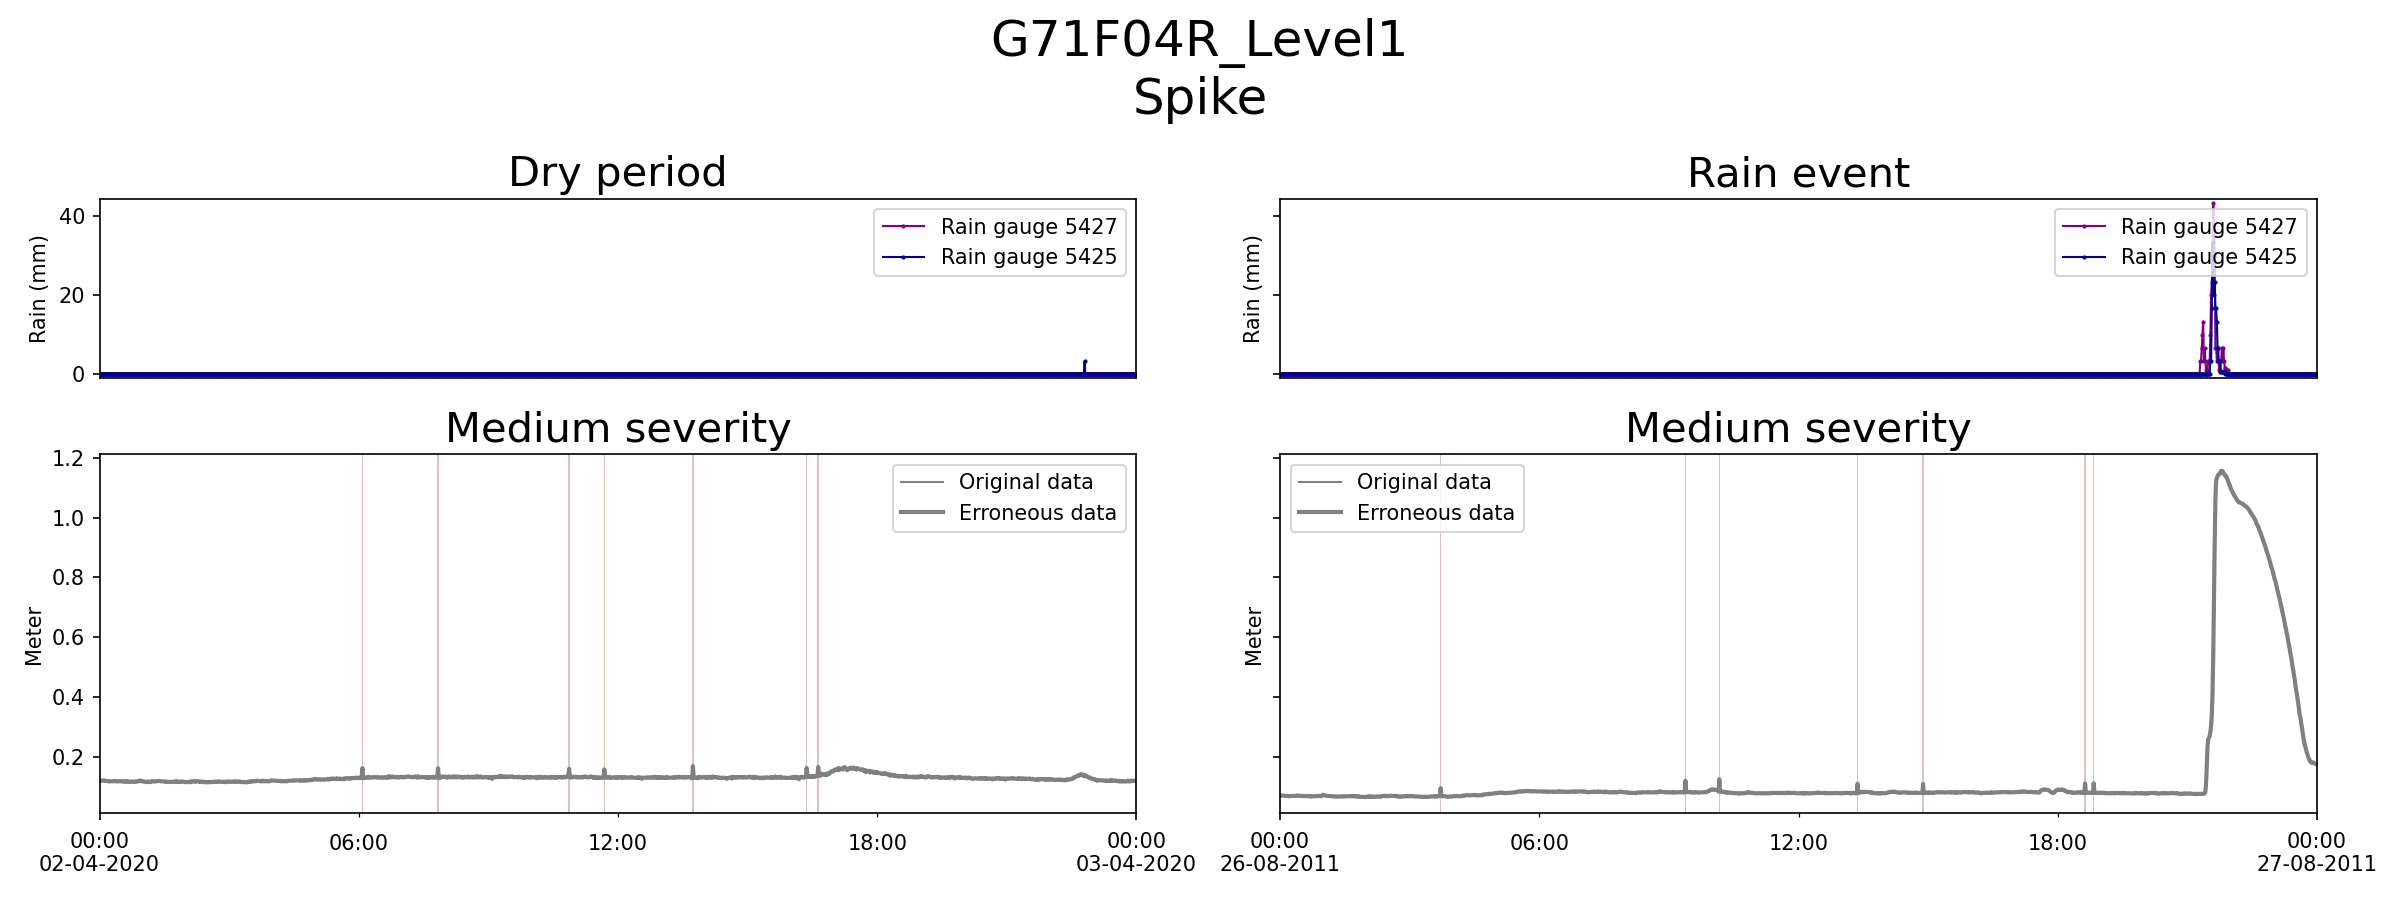 G71F04R_Level1
Spike
Dry period
Rain event
Rain (mm)
40
20
0
Rain gauge 5427
Rain gauge 5425
Rain (mm)
Rain gauge 5427
Rain gauge 5425
Medium severity
Medium severity
Meter
1.2
1.0
0.8
0.6
0.4
0.2
Original data
Erroneous data
Meter
Original data
Erroneous data
00:00
02-04-2020
06:00
12:00
18:00
00:00
03-04-2020
00:00
26-08-2011
06:00
12:00
18:00
00:00
27-08-2011